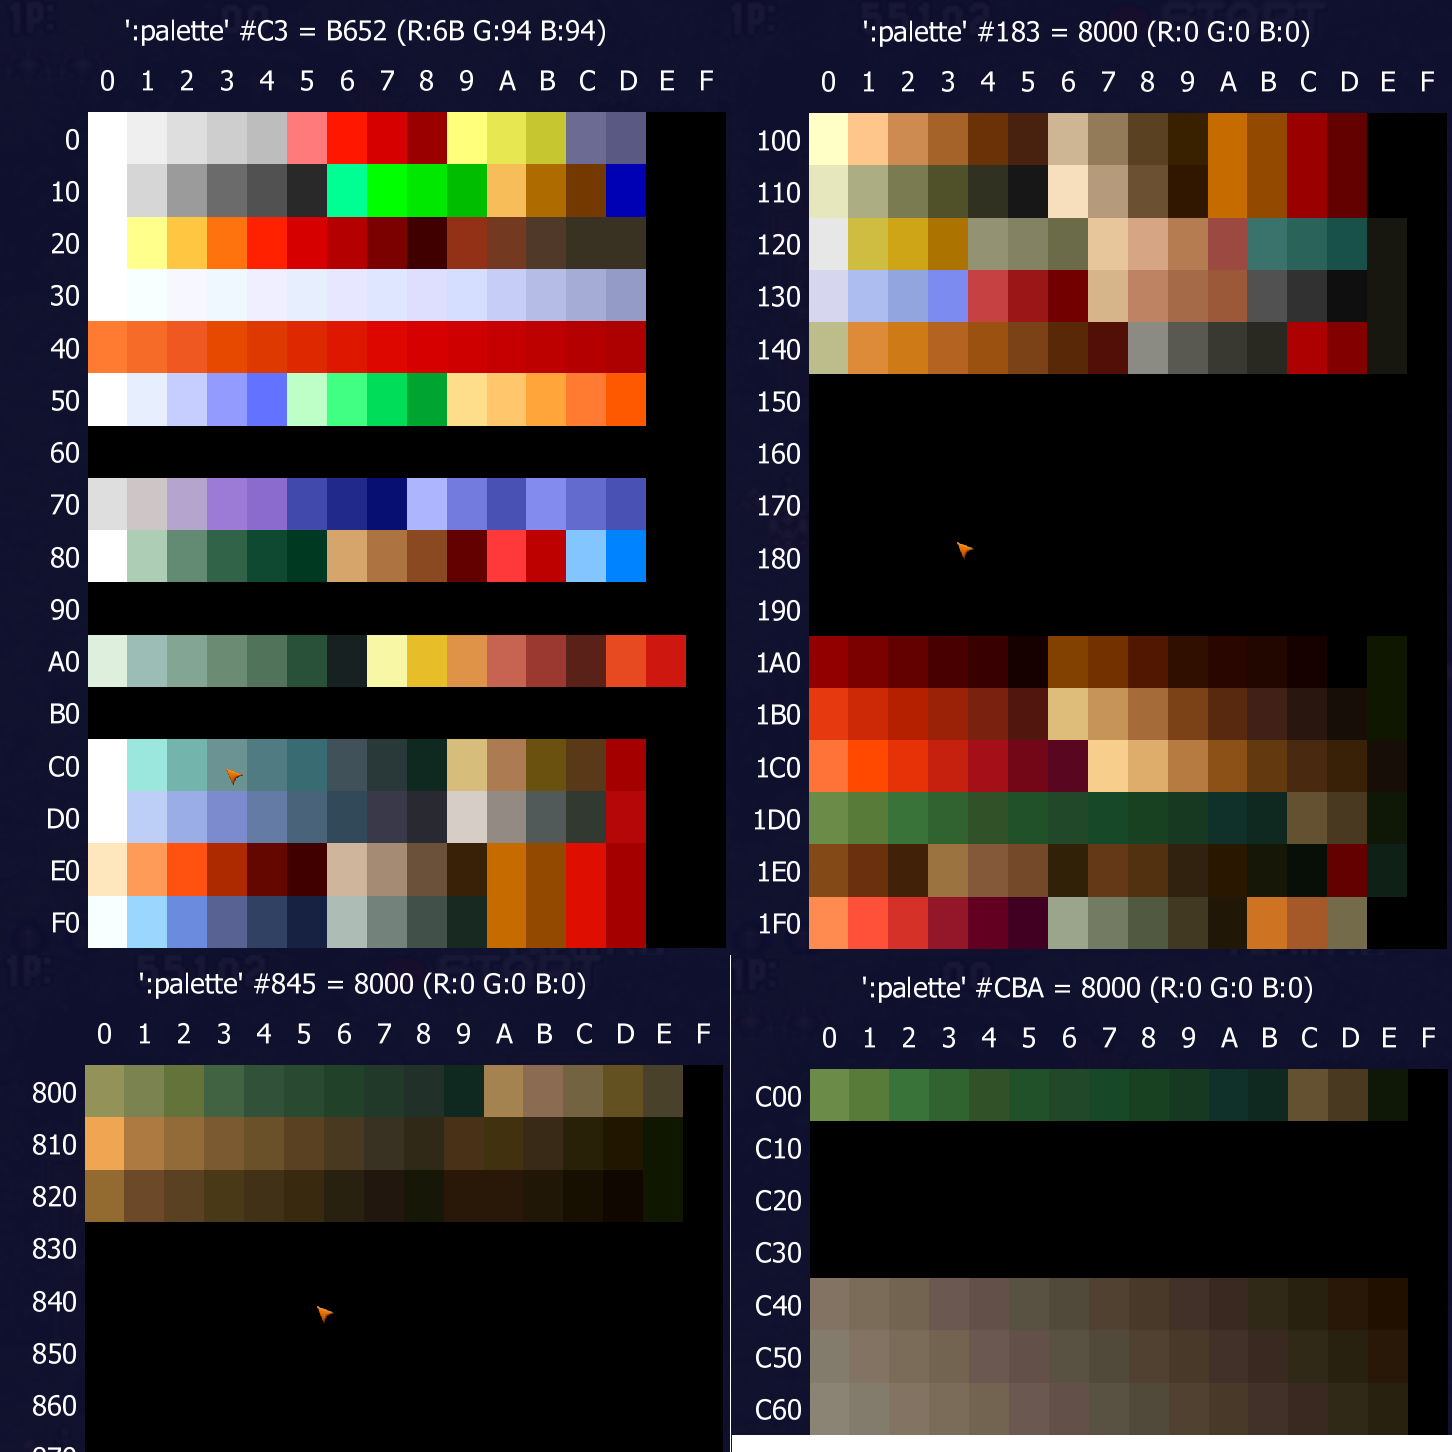 ':palette' #C3 = B652 (R:6B G:94 B:94)
0 1 2 3 4 5 6 7 8 9 A B C D E F
0
10
20
30
40
50
60
70
80
90
A0
B0
C0
D0
E0
F0
':palette' #183 = 8000 (R:0 G:0 B:0)
0 1 2 3 4 5 6 7 8 9 A B C D E F
100
110
120
130
140
150
160
170
180
190
1A0
1B0
1C0
1D0
1E0
1F0
':palette' #845 = 8000 (R:0 G:0 B:0)
0 1 2 3 4 5 6 7 8 9 A B C D E F
800
810
820
830
840
850
860
':palette' #CBA = 8000 (R:0 G:0 B:0)
0 1 2 3 4 5 6 7 8 9 A B C D E F
C00
C10
C20
C30
C40
C50
C60